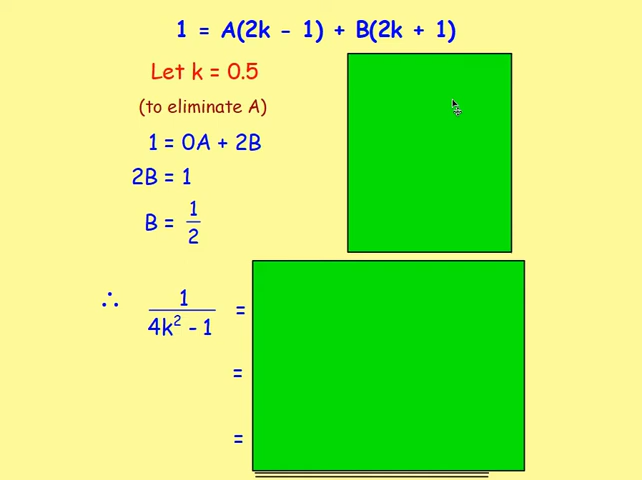 1 = A(2k - 1) + B(2k + 1)
Let k = 0.5
(to eliminate A)
1 = 0A + 2B
2B = 1
B = 1/2
∴ 1/(4k² - 1) =
=
=